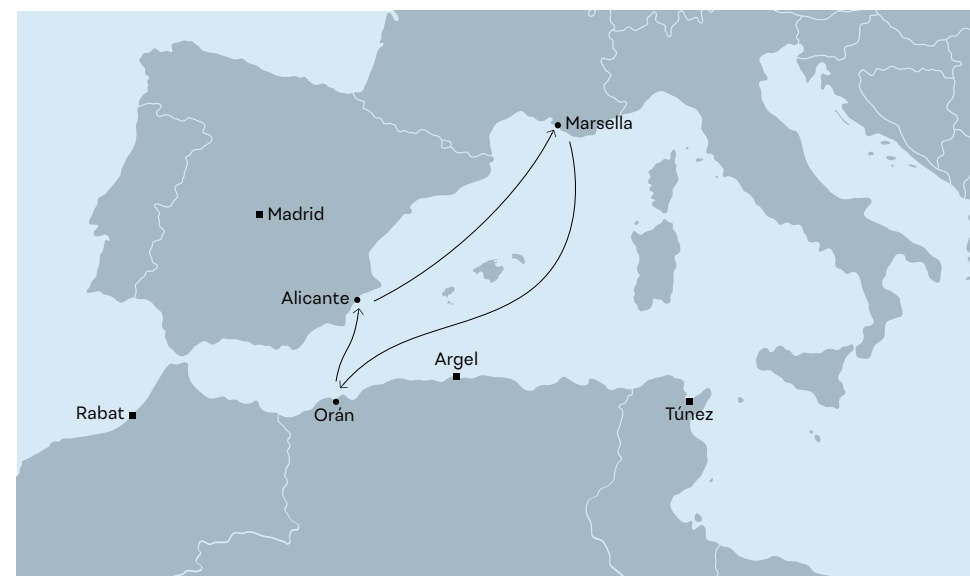 Marsella
Madrid
Alicante
Argel
Rabat
Orán
Túnez